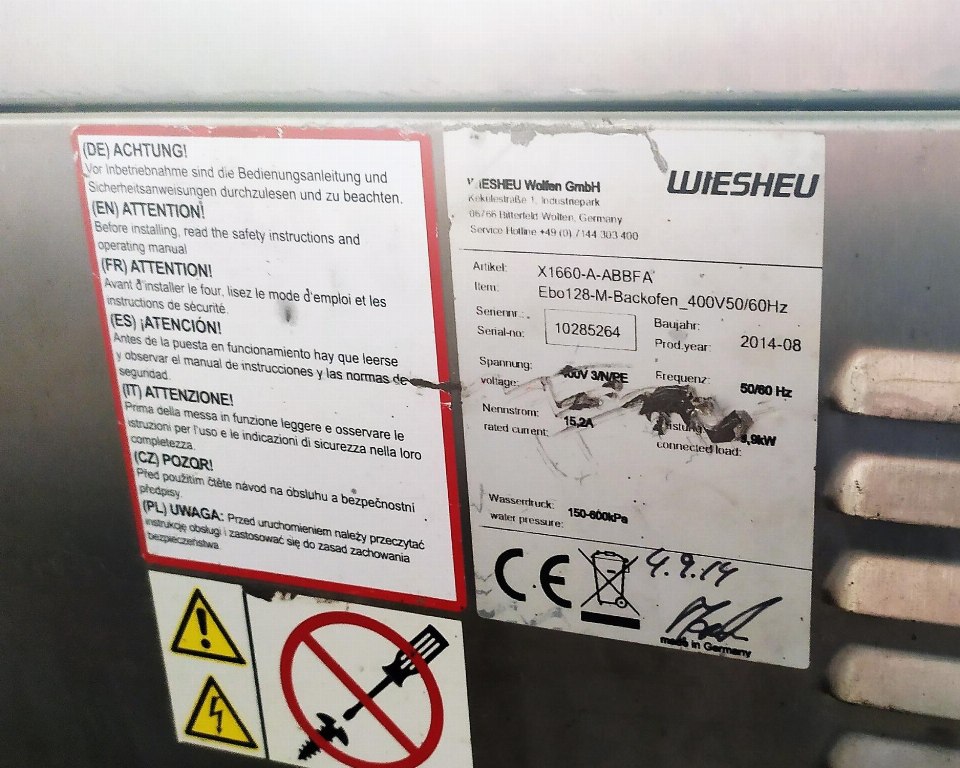 (DE) ACHTUNG!
Vor Inbetriebnahme sind die Bedienungsanleitung und
Sicherheitsanweisungen durchzulesen und zu beachten.
(EN) ATTENTION!
Before installing, read the safety instructions and
operating manual
(FR) ATTENTION!
Avant d'installer le four, lisez le mode d'emploi et les
instructions de sécurité.
(ES) ¡ATENCIÓN!
Antes de la puesta en funcionamiento hay que leerse
y observar el manual de instrucciones y las normas de
seguridad.
(IT) ATTENZIONE!
Prima della messa in funzione leggere e osservare le
istruzioni per l'uso e le indicazioni di sicurezza nella loro
completezza.
(CZ) POZOR!
Před použitím čtěte návod na obsluhu a bezpečnostní
předpisy.
(PL) UWAGA: Przed uruchomieniem należy przeczytać
instrukcję obsługi i zastosować się do zasad zachowania
bezpieczeństwa
WIESHEU
WIESHEU Wolfen GmbH
Kekulestraße 1, Industriepark
06766 Bitterfeld Wolfen, Germany
Service Hotline +49 (0) 7144 303 400
Artikel: X1660-A-ABBFA
Item: Ebo128-M-Backofen_400V50/60Hz
Seriennr.:
Serial-no: 10285264
Baujahr:
Prod.year: 2014-08
Spannung:
voltage: 400V 3/N/PE
Frequenz: 50/60 Hz
Nennstrom:
rated current: 15,2A
connected load: 9,9kW
Wasserdruck:
water pressure: 150-600kPa
CE
4.9.14
made in Germany